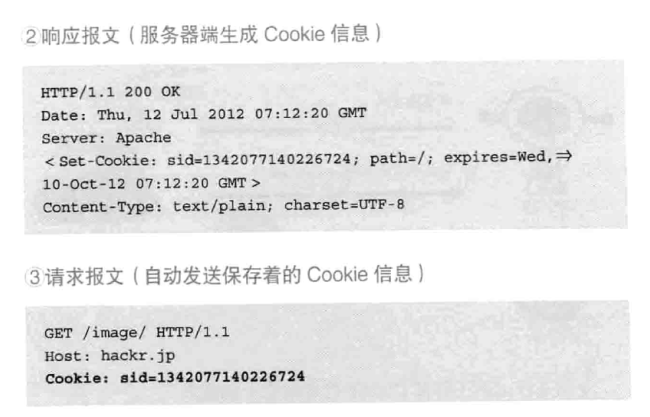 ②响应报文（服务器端生成 Cookie 信息）
HTTP/1.1 200 OK
Date: Thu, 12 Jul 2012 07:12:20 GMT
Server: Apache
＜Set-Cookie: sid=1342077140226724; path=/; expires=Wed,⇒
10-Oct-12 07:12:20 GMT＞
Content-Type: text/plain; charset=UTF-8
③请求报文（自动发送保存着的 Cookie 信息）
GET /image/ HTTP/1.1
Host: hackr.jp
Cookie: sid=1342077140226724